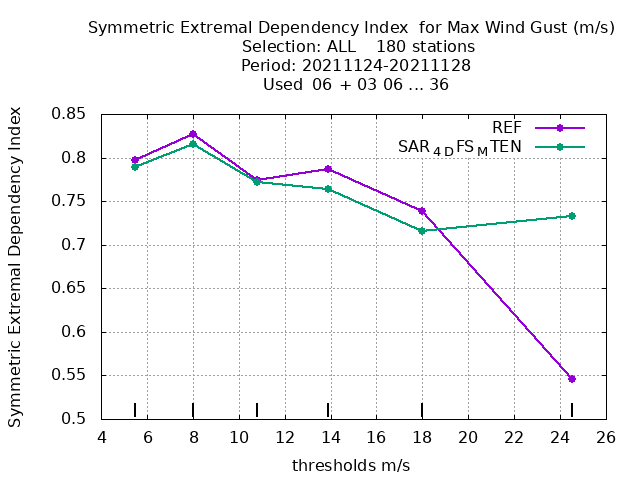 Symmetric Extremal Dependency Index  for Max Wind Gust (m/s)
Selection: ALL    180 stations
Period: 20211124-20211128
Used  06 + 03 06 ... 36
Symmetric Extremal Dependency Index
0.85
0.8
0.75
0.7
0.65
0.6
0.55
0.5
REF
SAR4DFSMTEN
4 6 8 10 12 14 16 18 20 22 24 26
thresholds m/s